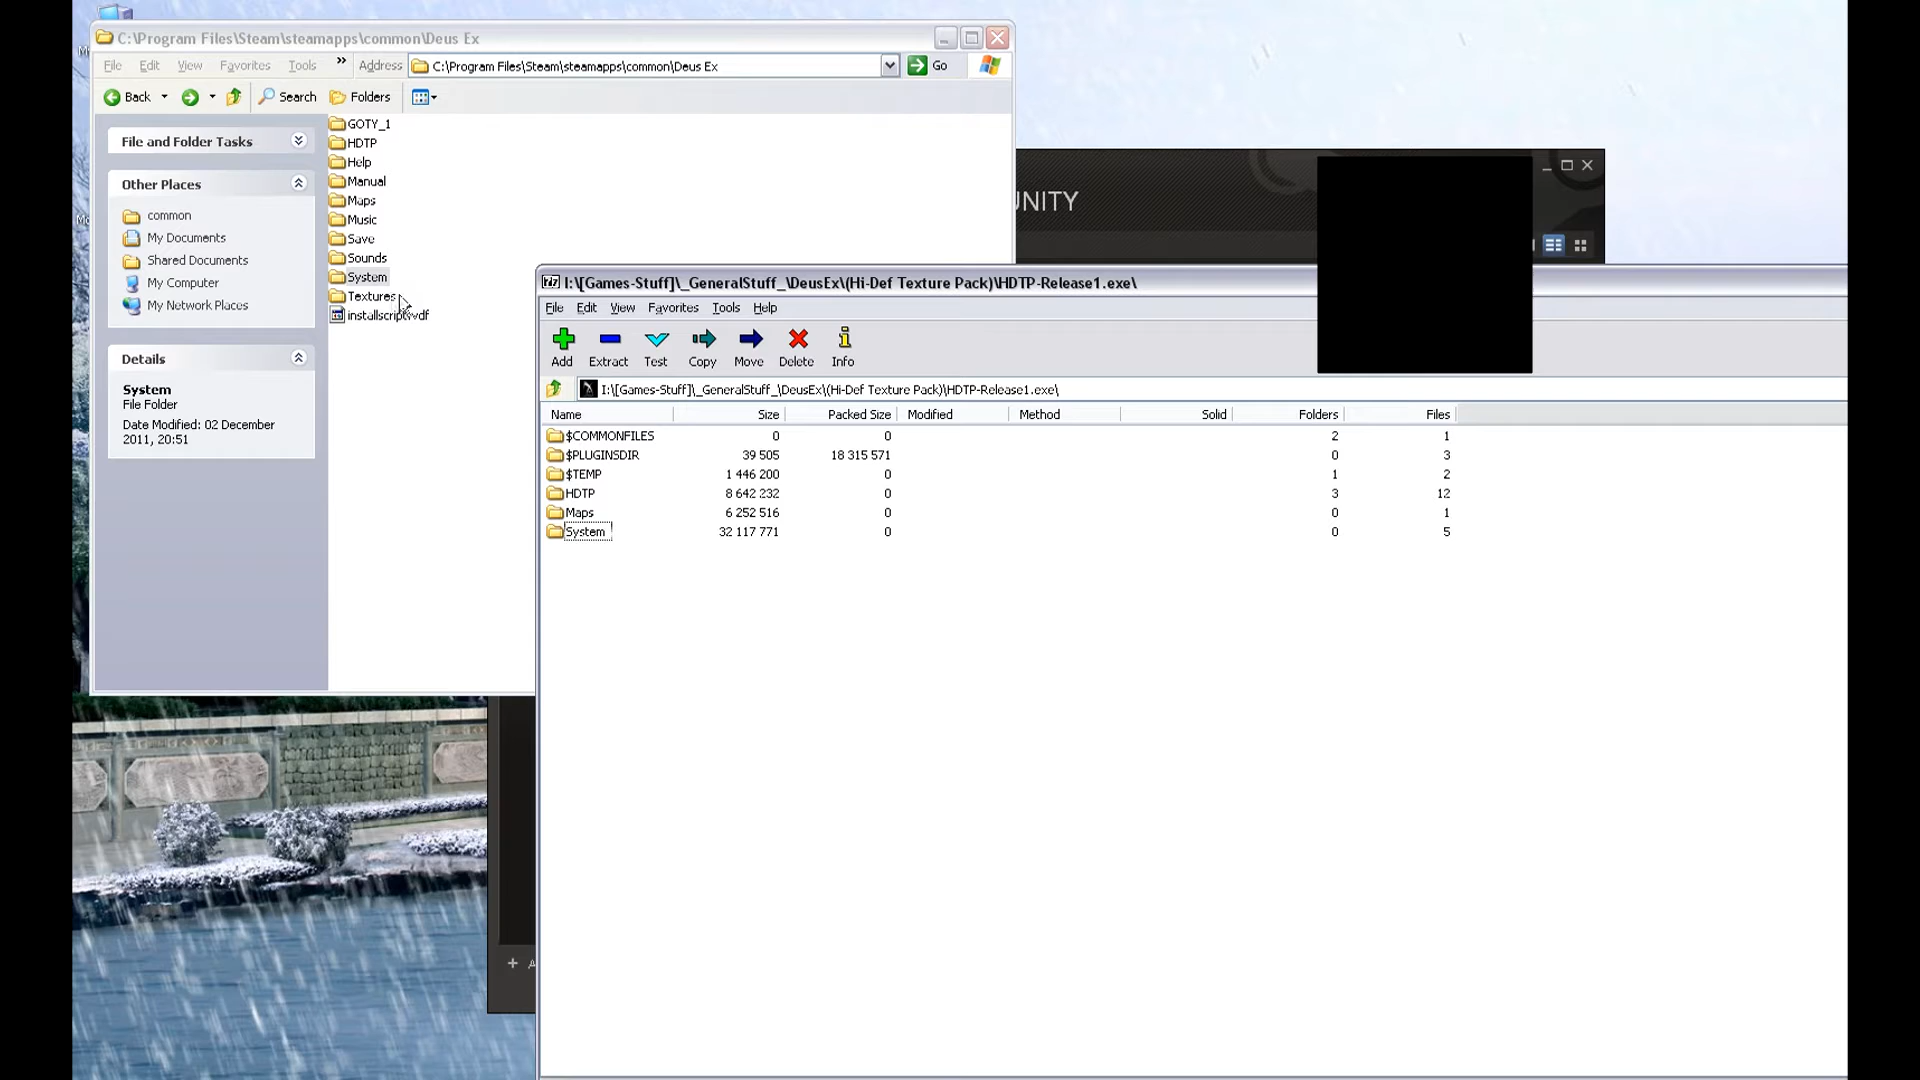 C:\Program Files\Steam\steamapps\common\Deus Ex
File Edit View Favorites Tools » Address C:\Program Files\Steam\steamapps\common\Deus Ex Go
Back Search Folders
File and Folder Tasks
Other Places
common
My Documents
Shared Documents
My Computer
My Network Places
Details
System
File Folder
Date Modified: 02 December
2011, 20:51
GOTY_1
HDTP
Help
Manual
Maps
Music
Save
Sounds
System
Textures
installscript.vdf
UNITY
I:\[Games-Stuff]\_GeneralStuff_\DeusEx\(Hi-Def Texture Pack)\HDTP-Release1.exe\
File Edit View Favorites Tools Help
Add Extract Test Copy Move Delete Info
I:\[Games-Stuff]\_GeneralStuff_\DeusEx\(Hi-Def Texture Pack)\HDTP-Release1.exe\
Name Size Packed Size Modified Method Solid Folders Files
$COMMONFILES 0 0 2 1
$PLUGINSDIR 39 505 18 315 571 0 3
$TEMP 1 446 200 0 1 2
HDTP 8 642 232 0 3 12
Maps 6 252 516 0 0 1
System 32 117 771 0 0 5
+